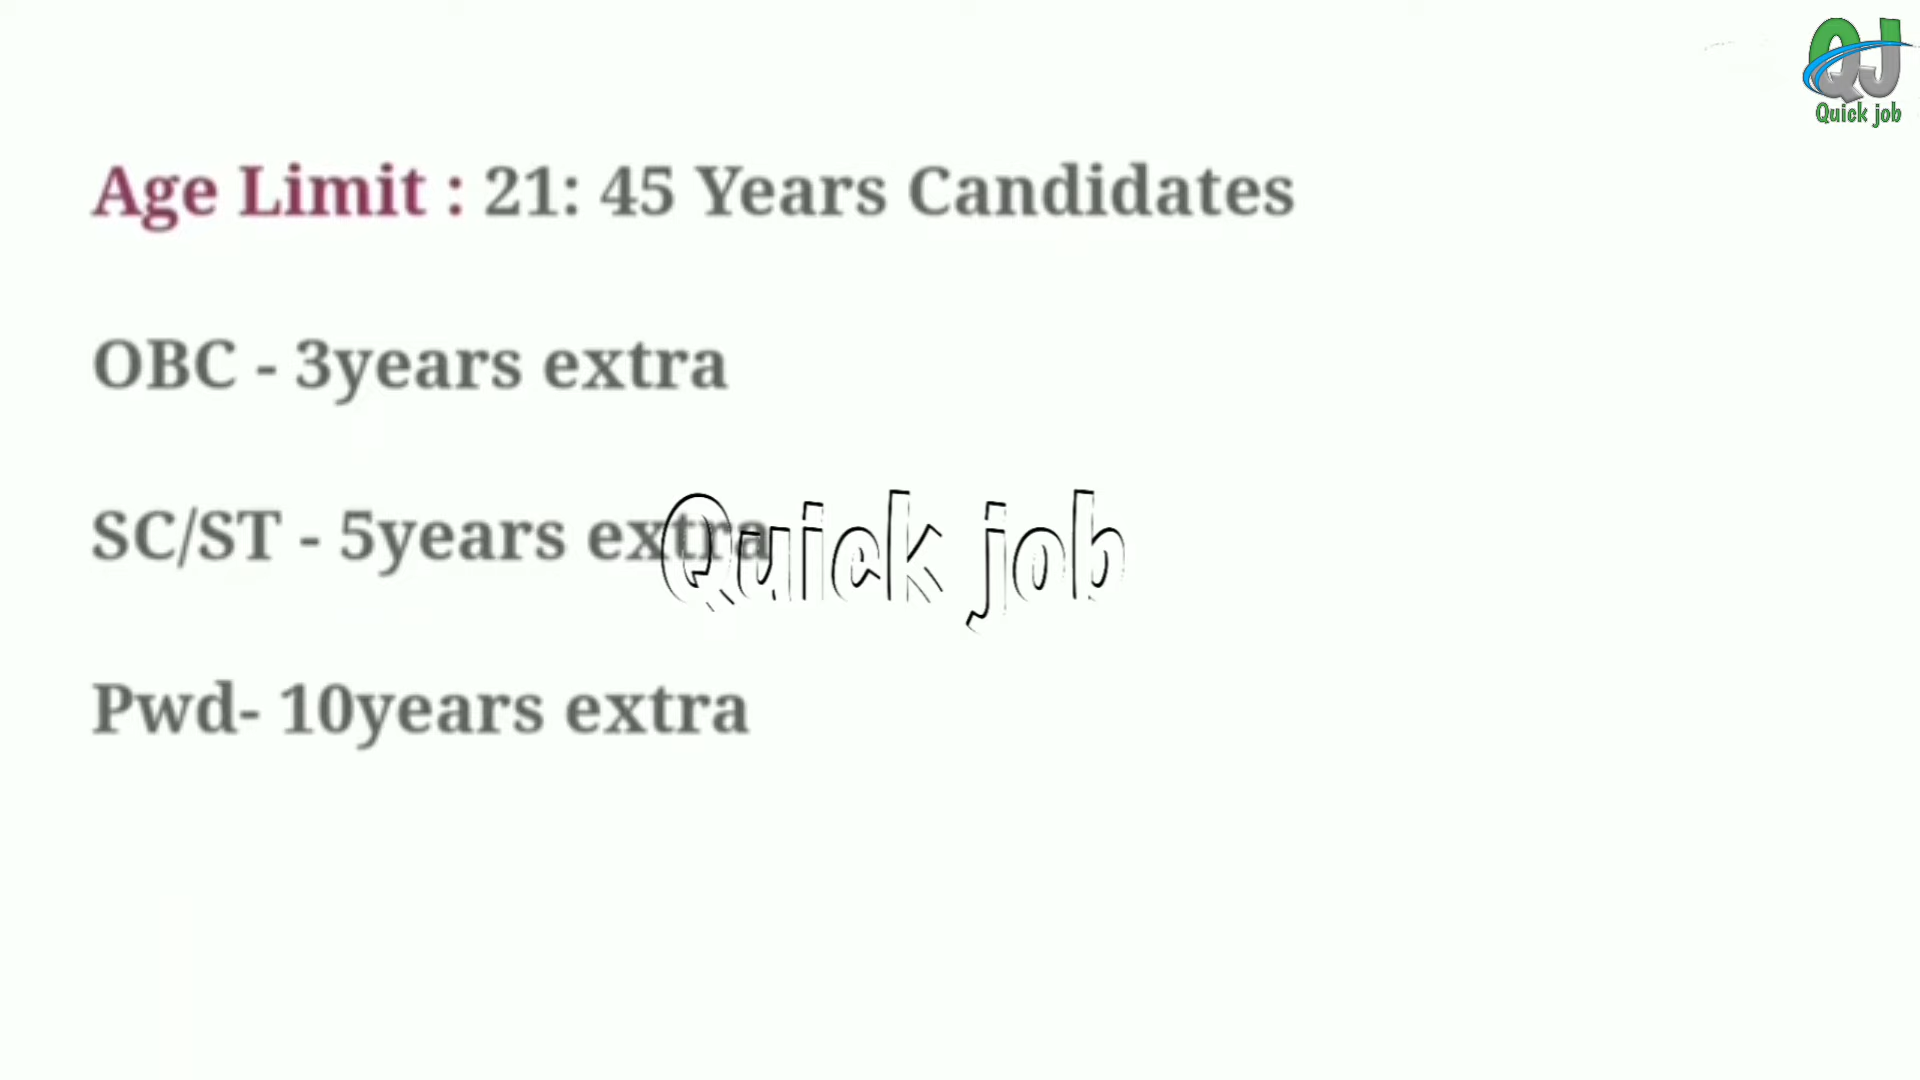 QJ
Quick job
Age Limit : 21: 45 Years Candidates
OBC - 3years extra
SC/ST - 5years extra
Quick job
Pwd- 10years extra